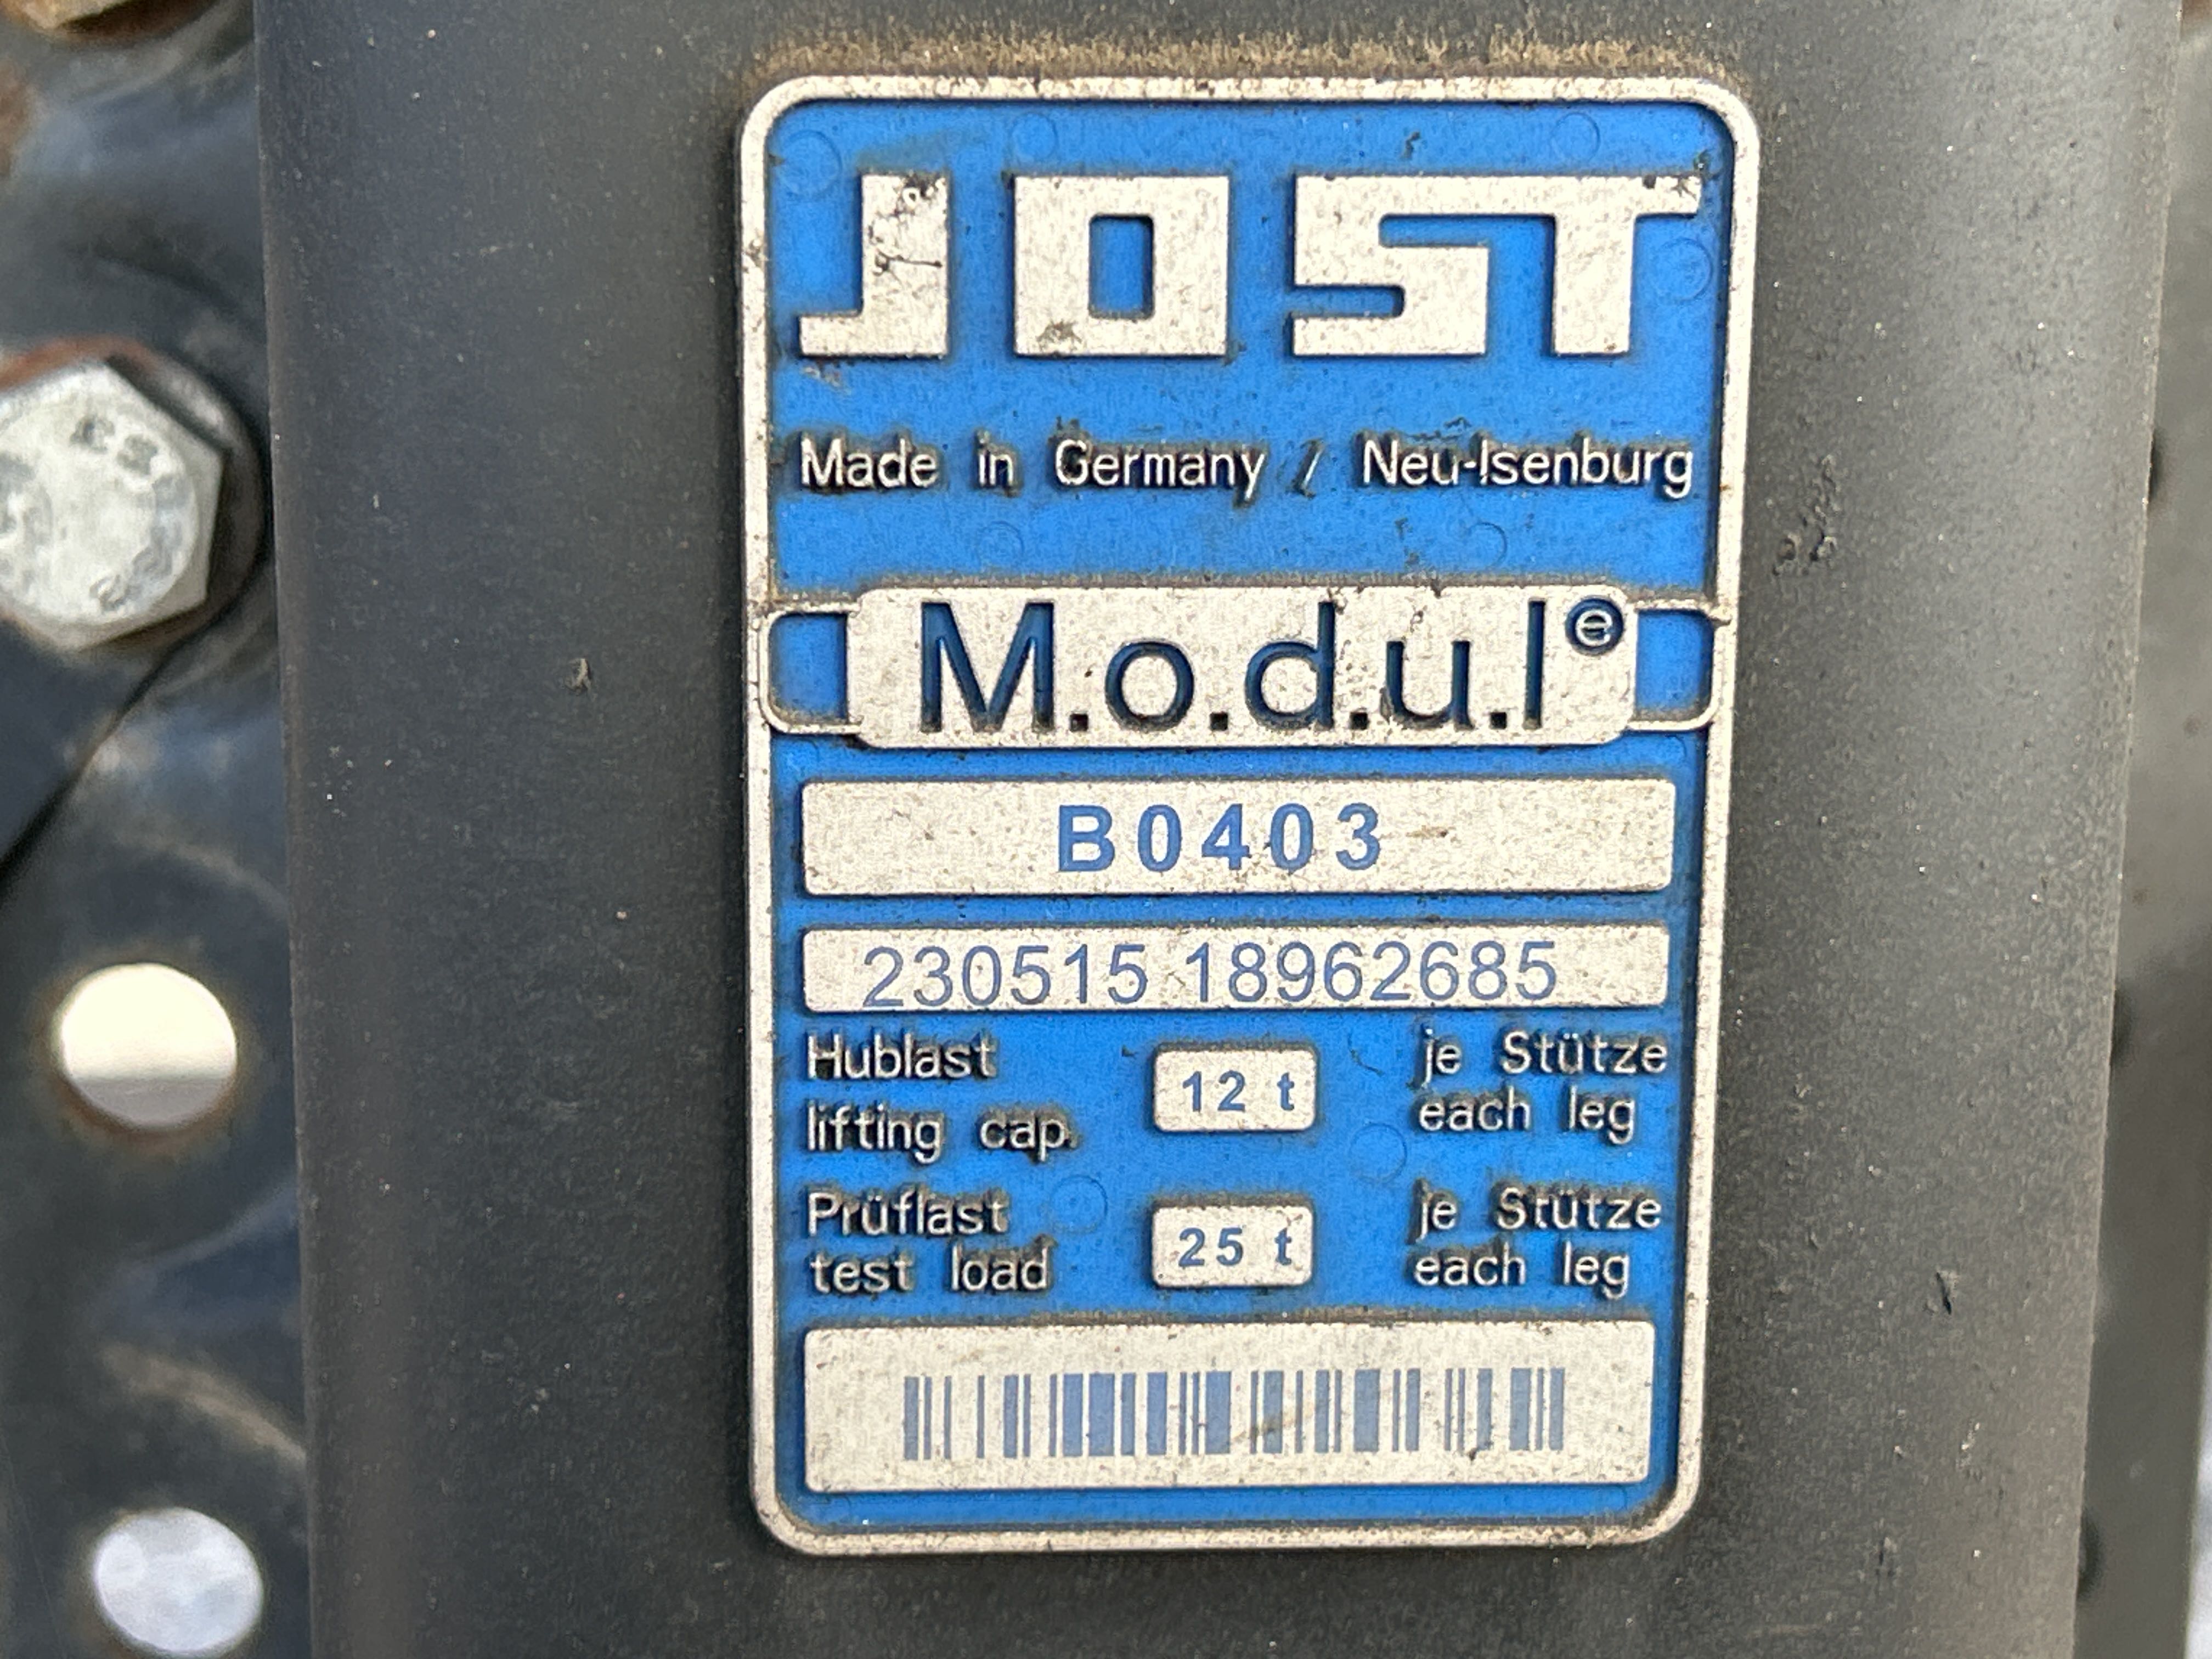 JOST
Made in Germany / Neu-Isenburg
M.o.d.u.l®
B0403
230515 18962685
Hublast 12 t je Stütze
lifting cap. each leg
Prüflast 25 t je Stütze
test load each leg